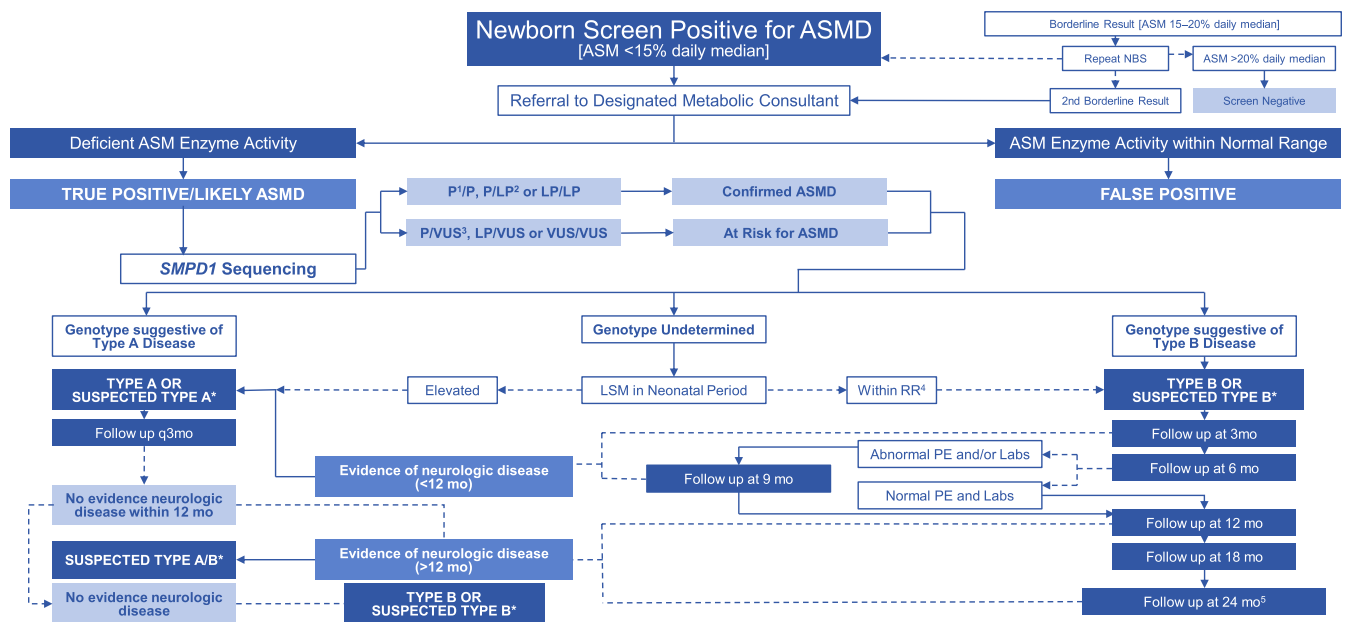 Newborn Screen Positive for ASMD
[ASM <15% daily median]
Borderline Result [ASM 15–20% daily median]
Repeat NBS
ASM >20% daily median
2nd Borderline Result
Screen Negative
Referral to Designated Metabolic Consultant
Deficient ASM Enzyme Activity
ASM Enzyme Activity within Normal Range
TRUE POSITIVE/LIKELY ASMD
FALSE POSITIVE
P¹/P, P/LP² or LP/LP
Confirmed ASMD
P/VUS³, LP/VUS or VUS/VUS
At Risk for ASMD
SMPD1 Sequencing
Genotype suggestive of
Type A Disease
Genotype Undetermined
Genotype suggestive of
Type B Disease
TYPE A OR
SUSPECTED TYPE A*
Elevated
LSM in Neonatal Period
Within RR⁴
TYPE B OR
SUSPECTED TYPE B*
Follow up q3mo
Follow up at 3mo
Abnormal PE and/or Labs
Evidence of neurologic disease
(<12 mo)
Follow up at 9 mo
Follow up at 6 mo
Normal PE and Labs
No evidence neurologic
disease within 12 mo
Follow up at 12 mo
SUSPECTED TYPE A/B*
Evidence of neurologic disease
(>12 mo)
Follow up at 18 mo
No evidence neurologic
disease
TYPE B OR
SUSPECTED TYPE B*
Follow up at 24 mo⁵